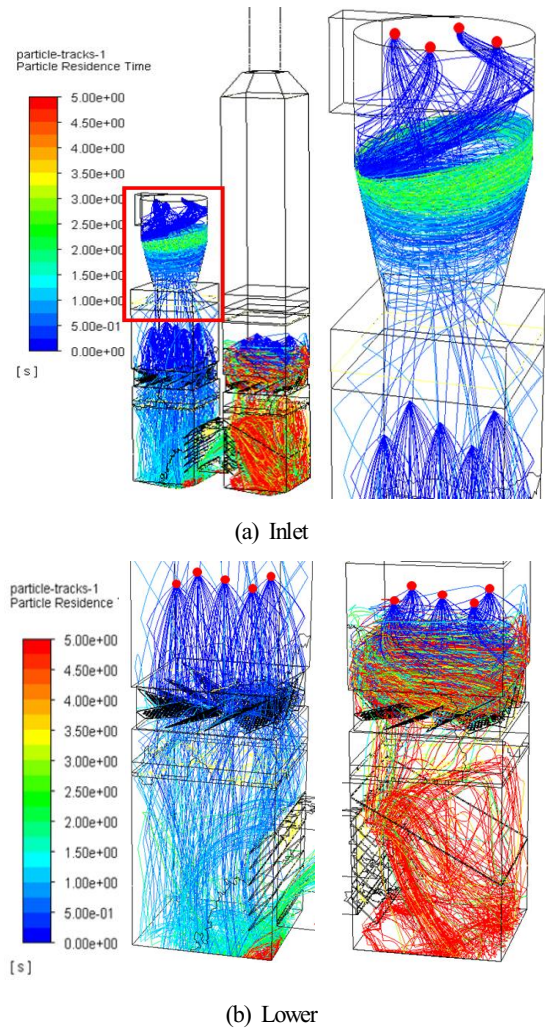 particle-tracks-1
Particle Residence Time
5.00e+00
4.50e+00
4.00e+00
3.50e+00
3.00e+00
2.50e+00
2.00e+00
1.50e+00
1.00e+00
5.00e-01
0.00e+00
[ s ]
(a) Inlet
particle-tracks-1
Particle Residence
5.00e+00
4.50e+00
4.00e+00
3.50e+00
3.00e+00
2.50e+00
2.00e+00
1.50e+00
1.00e+00
5.00e-01
0.00e+00
[ s ]
(b) Lower